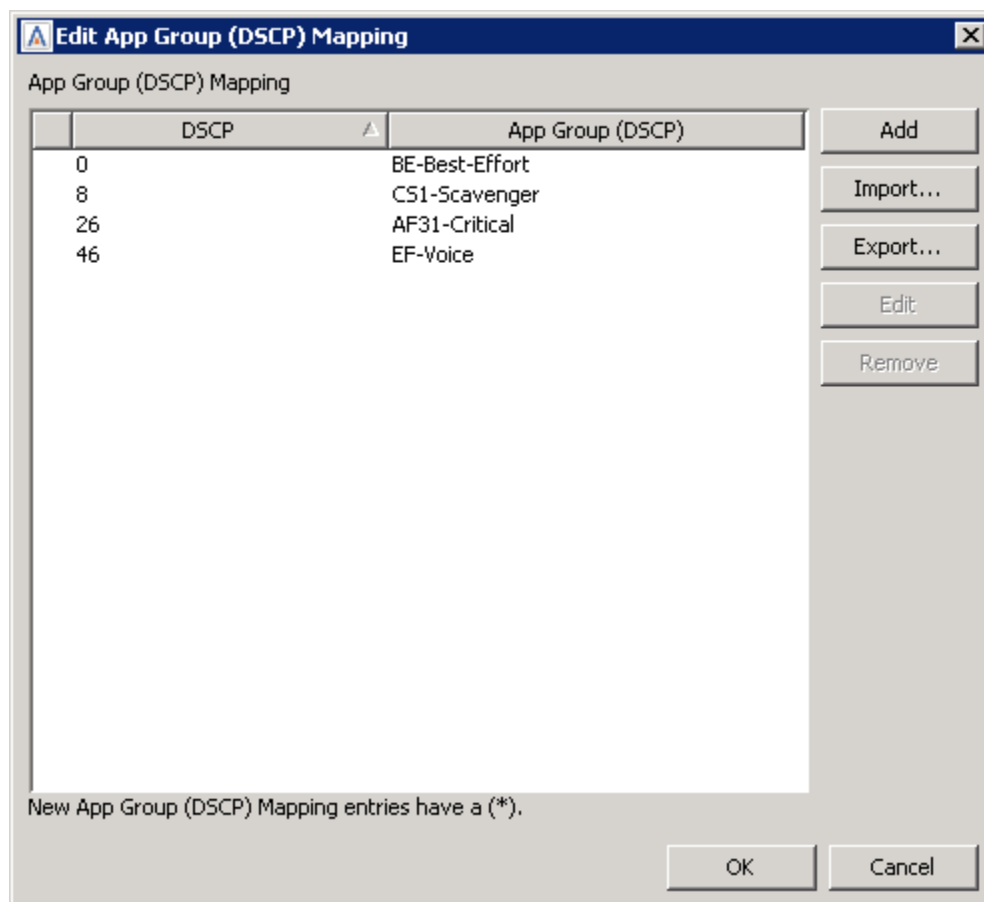 Edit App Group (DSCP) Mapping
App Group (DSCP) Mapping
DSCP App Group (DSCP) Add
0 BE-Best-Effort
8 CS1-Scavenger Import...
26 AF31-Critical
46 EF-Voice Export...
Edit
Remove
New App Group (DSCP) Mapping entries have a (*).
OK Cancel